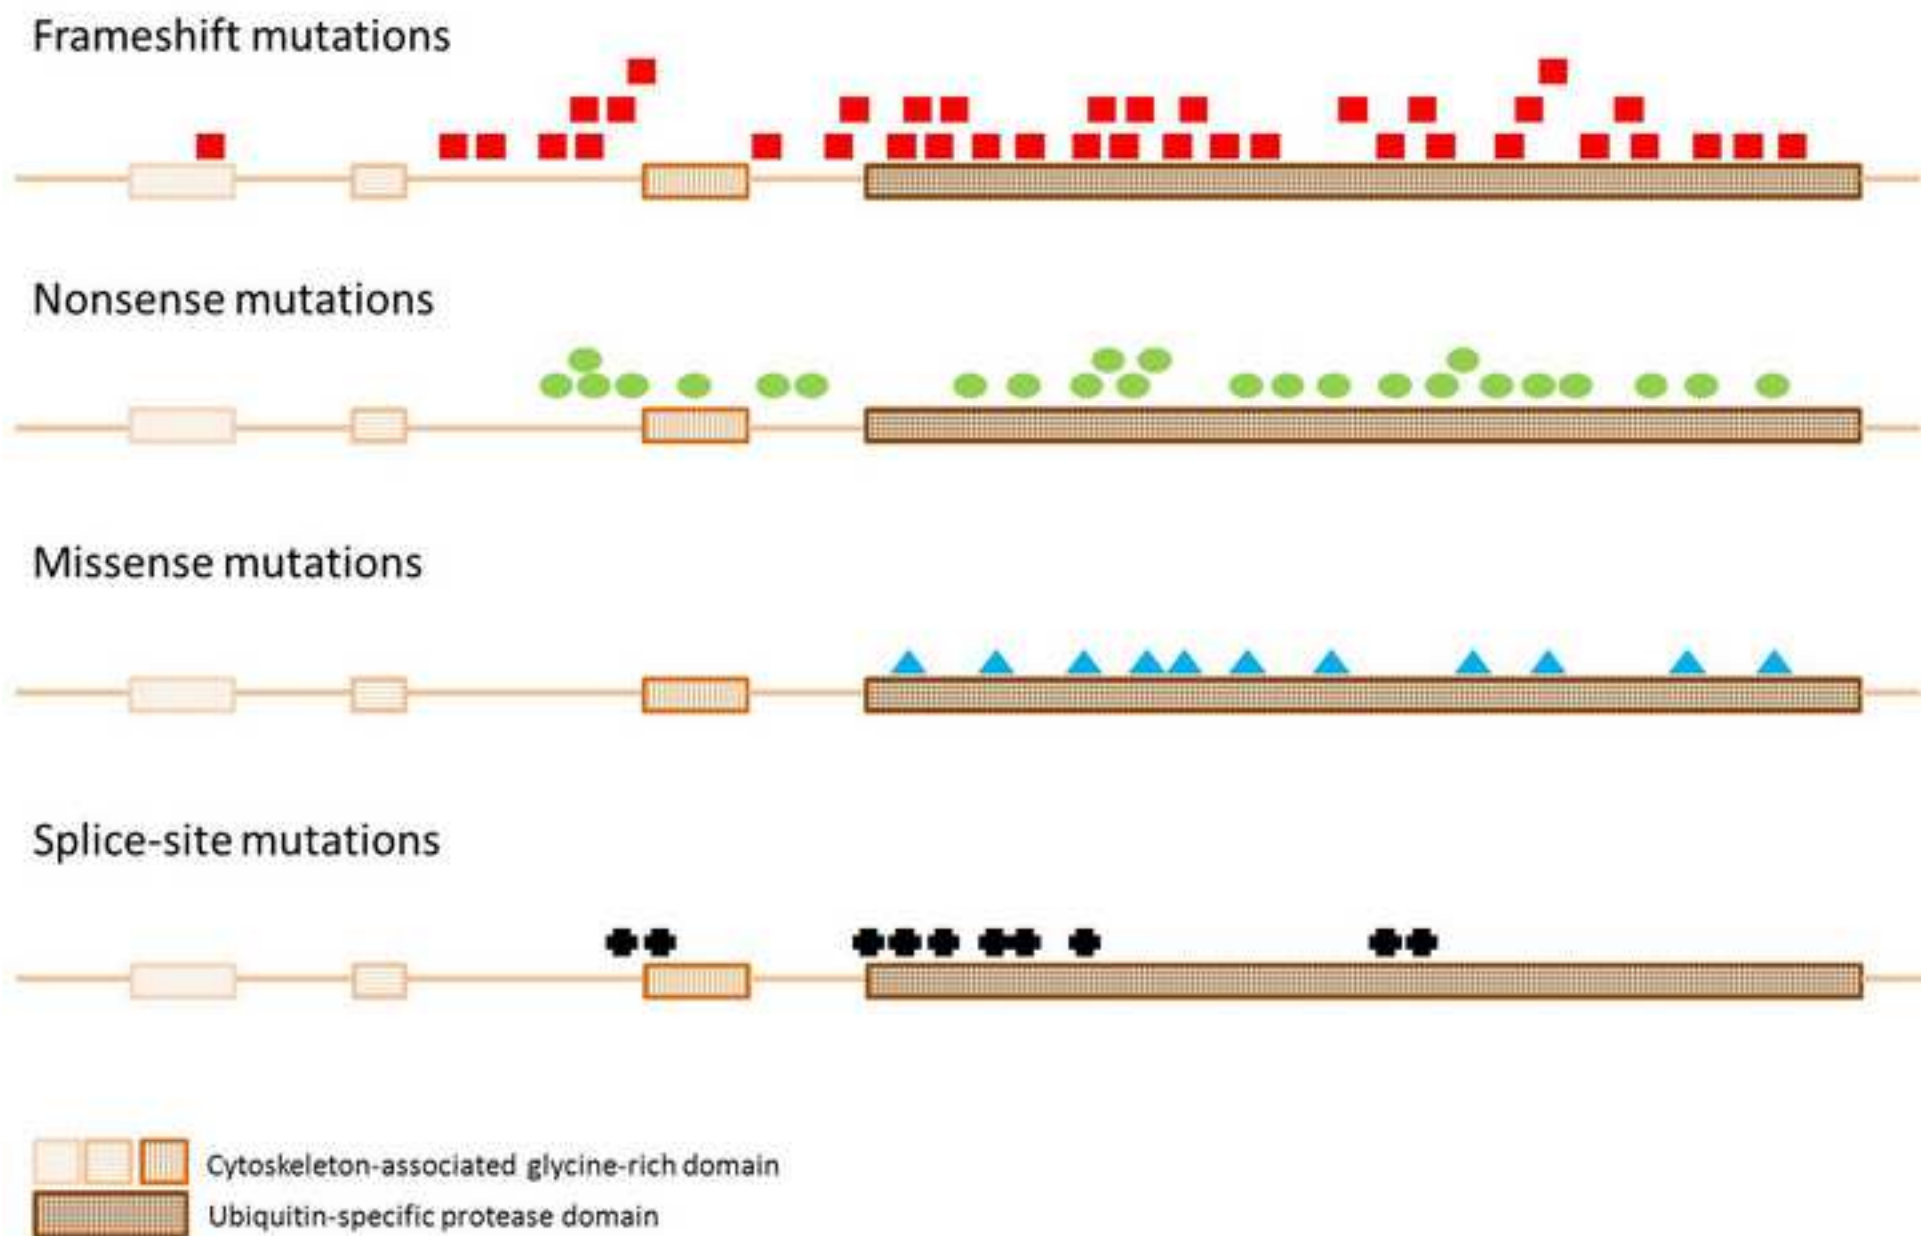 Frameshift mutations
Nonsense mutations
Missense mutations
Splice-site mutations
Cytoskeleton-associated glycine-rich domain
Ubiquitin-specific protease domain